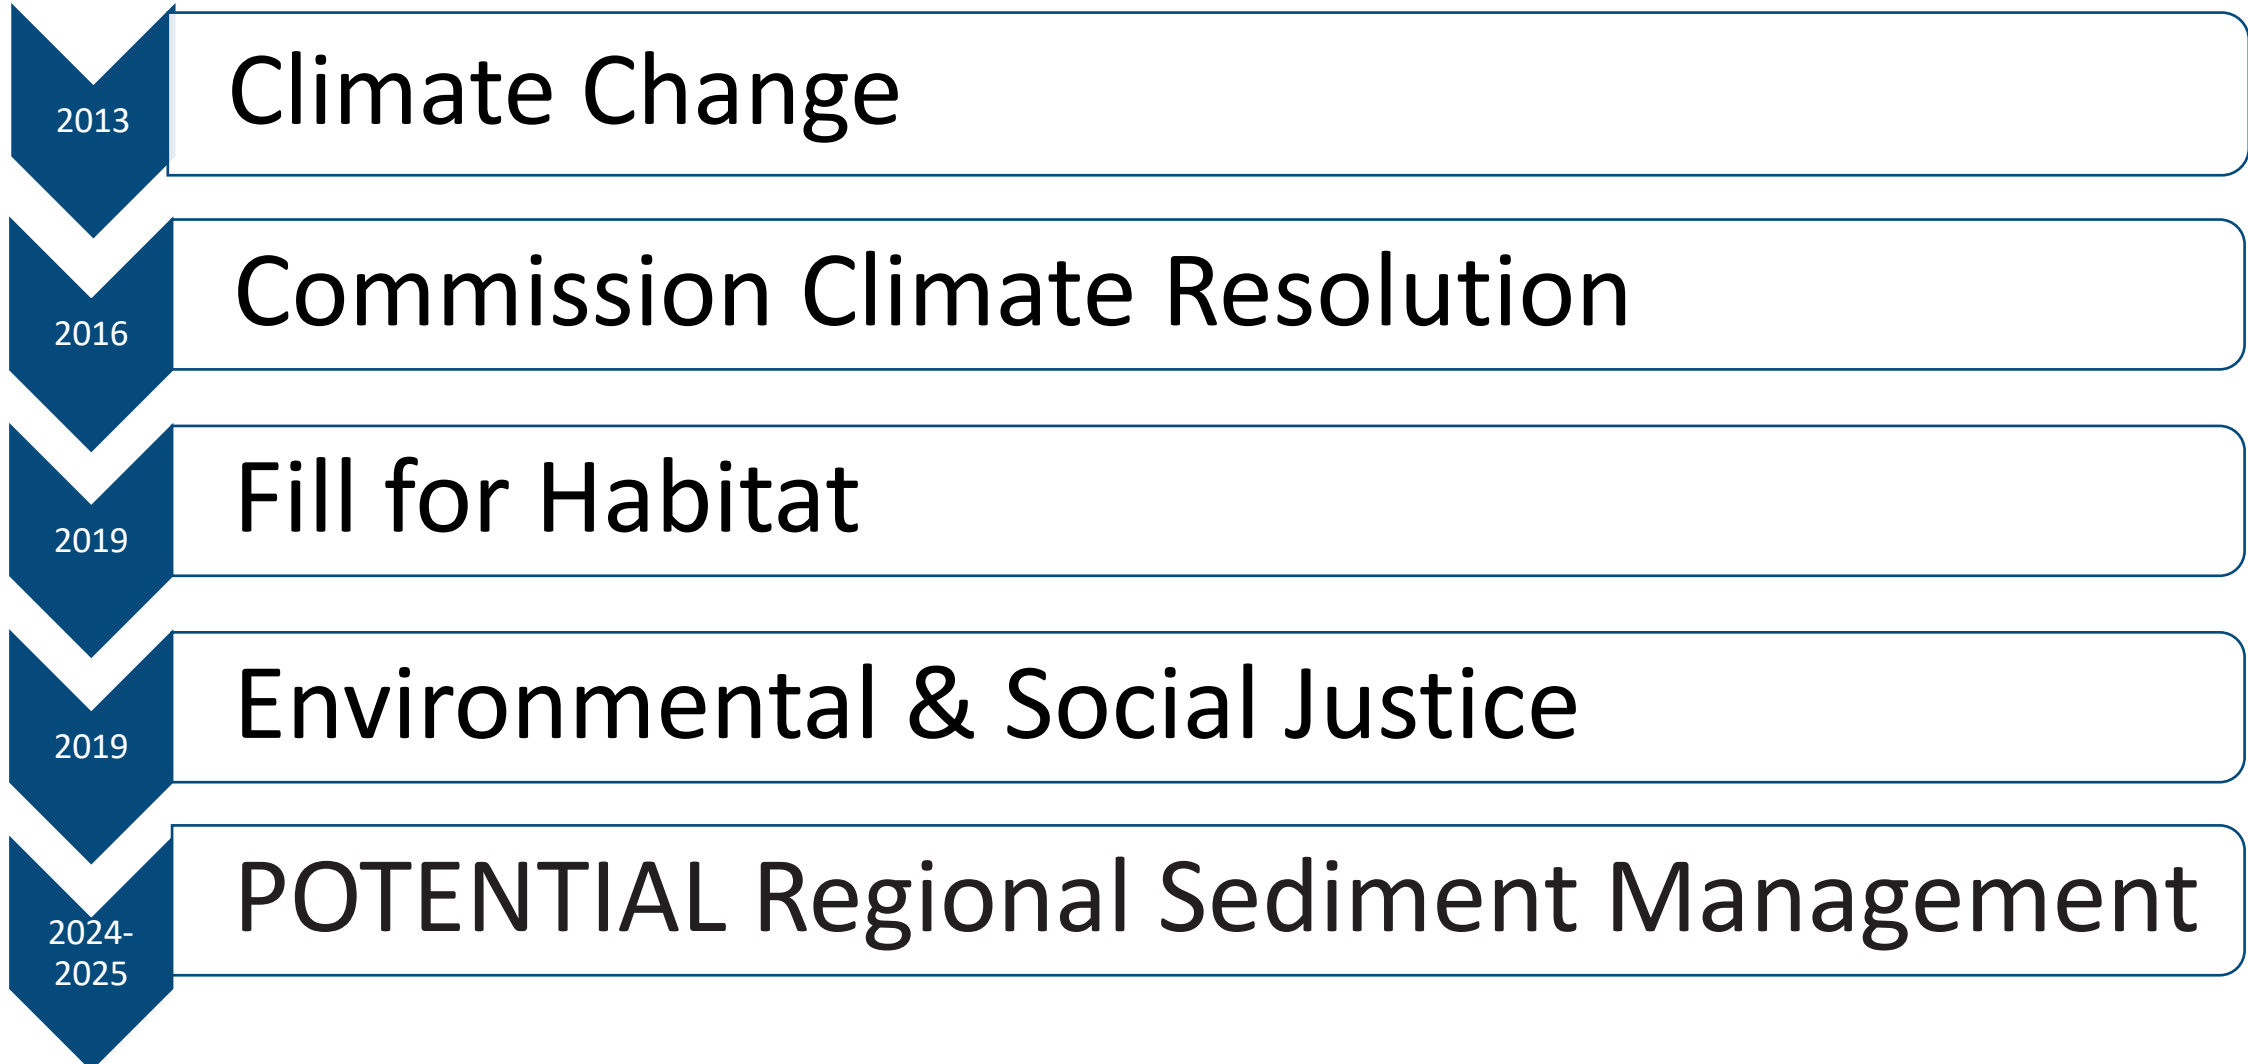 2013
Climate Change
2016
Commission Climate Resolution
2019
Fill for Habitat
2019
Environmental & Social Justice
2024-
2025
POTENTIAL Regional Sediment Management